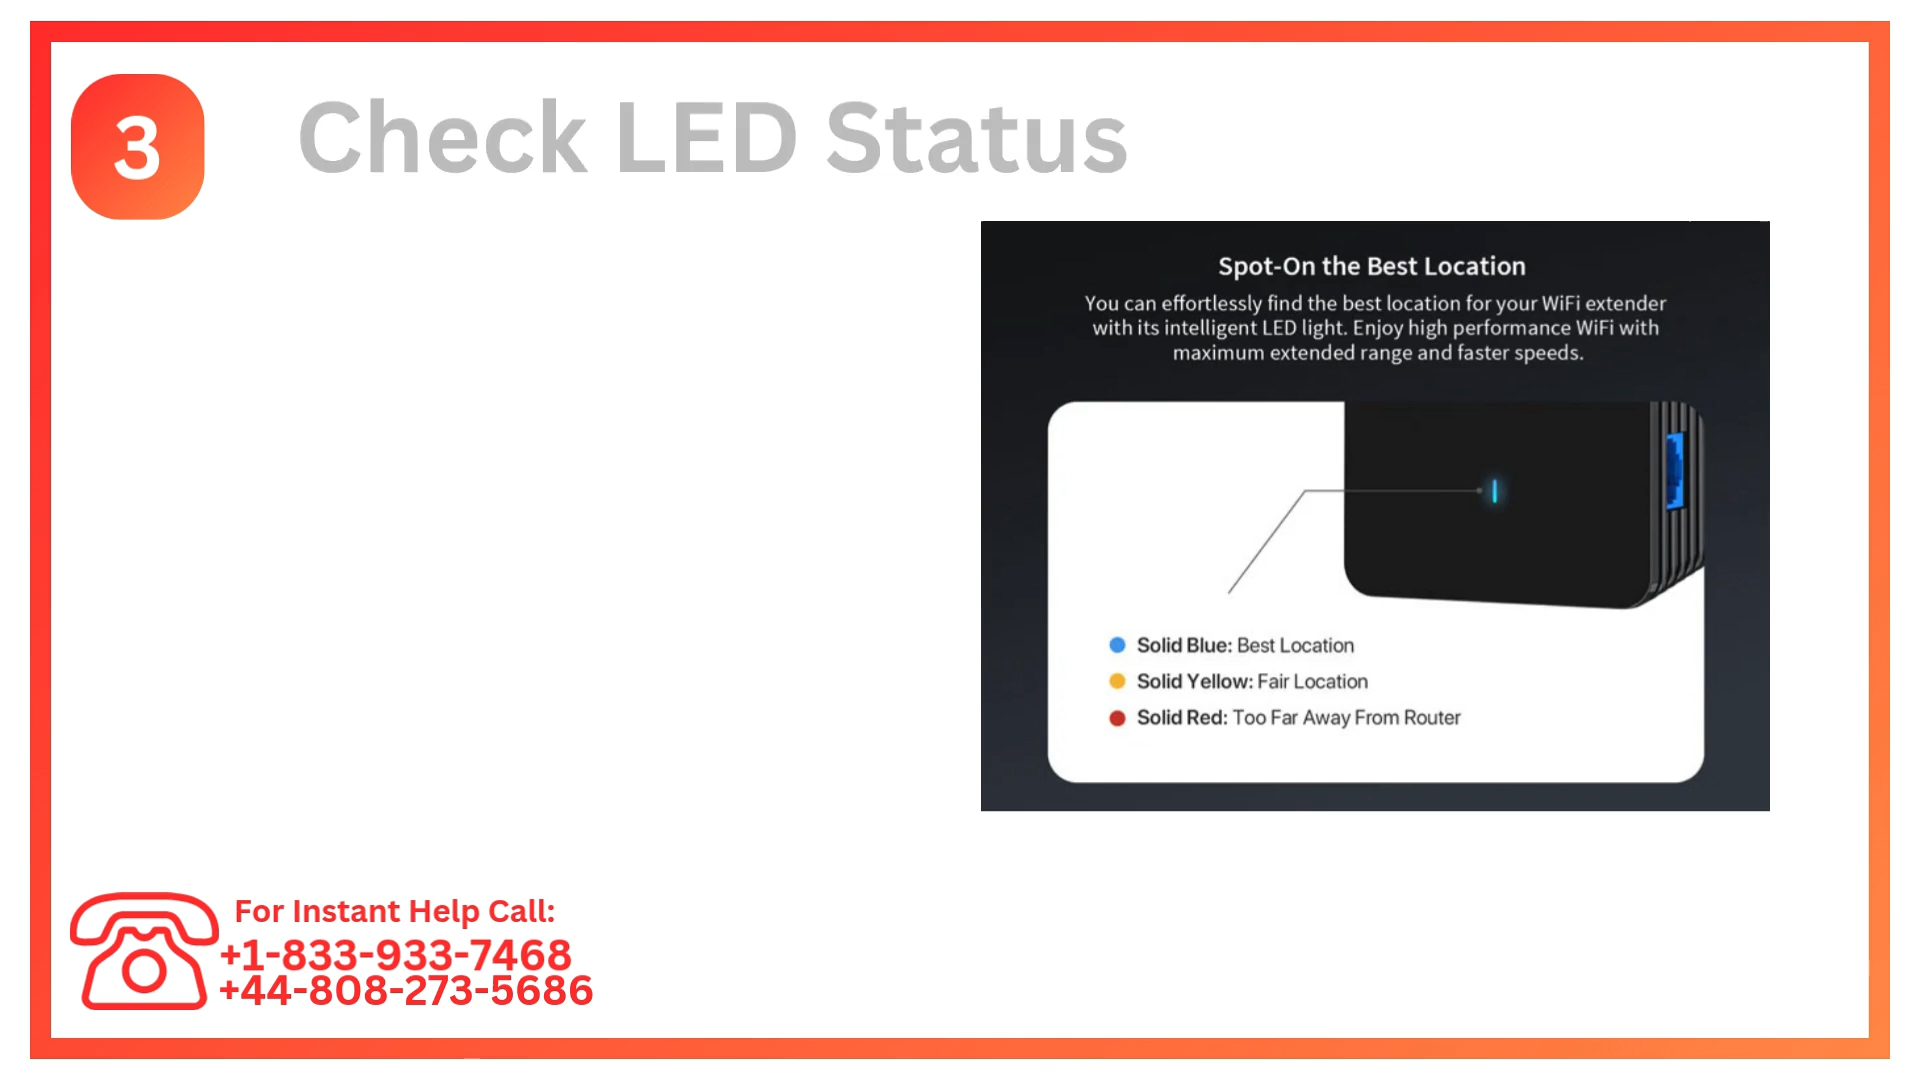 3
Check LED Status
Spot-On the Best Location
You can effortlessly find the best location for your WiFi extender
with its intelligent LED light. Enjoy high performance WiFi with
maximum extended range and faster speeds.
Solid Blue: Best Location
Solid Yellow: Fair Location
Solid Red: Too Far Away From Router
For Instant Help Call:
+1-833-933-7468
+44-808-273-5686